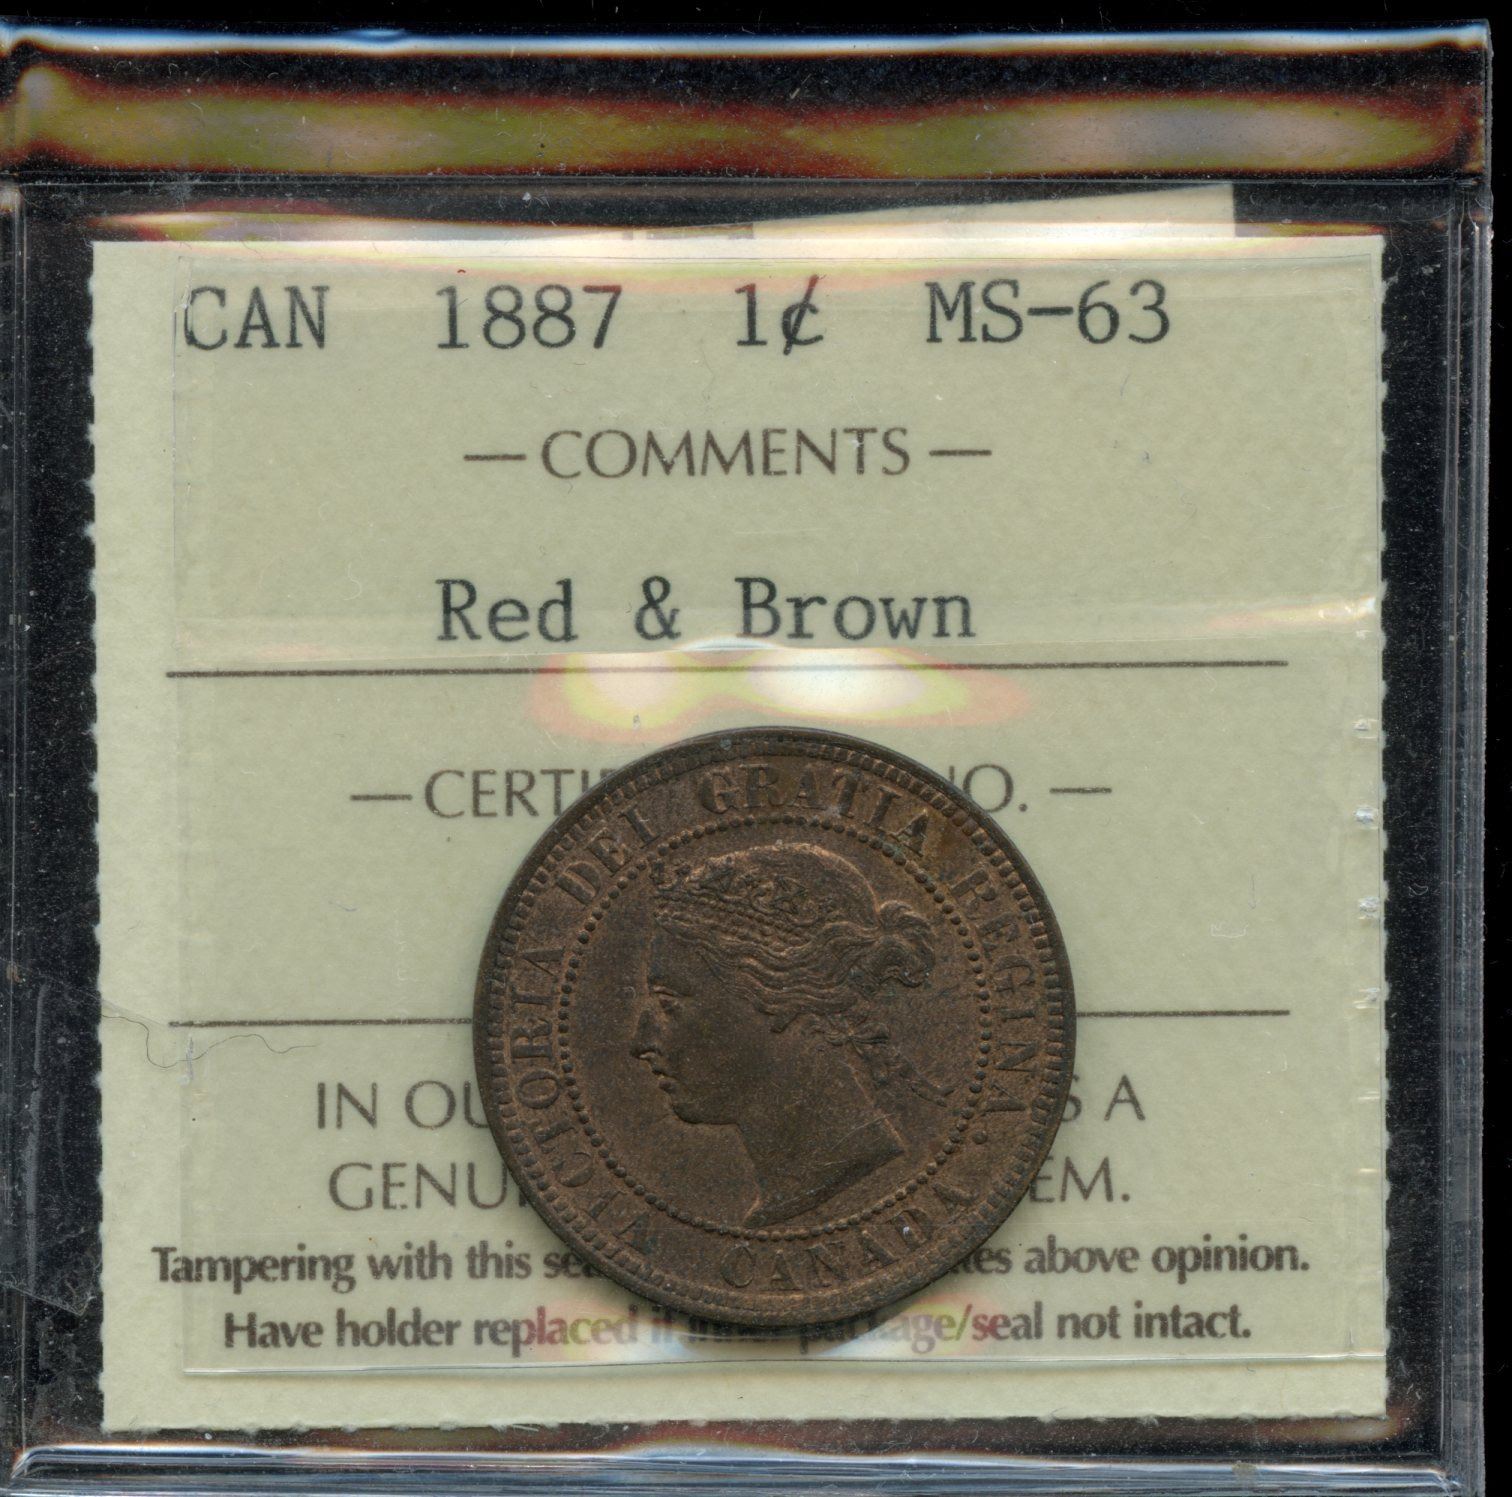 CAN 1887 1¢ MS-63
— COMMENTS —
Red & Brown
— CERTI O. —
VICTORIA DEI GRATIA REGINA.
CANADA
IN OU S A
GENU EM.
Tampering with this se tes above opinion.
Have holder replaced if package/seal not intact.